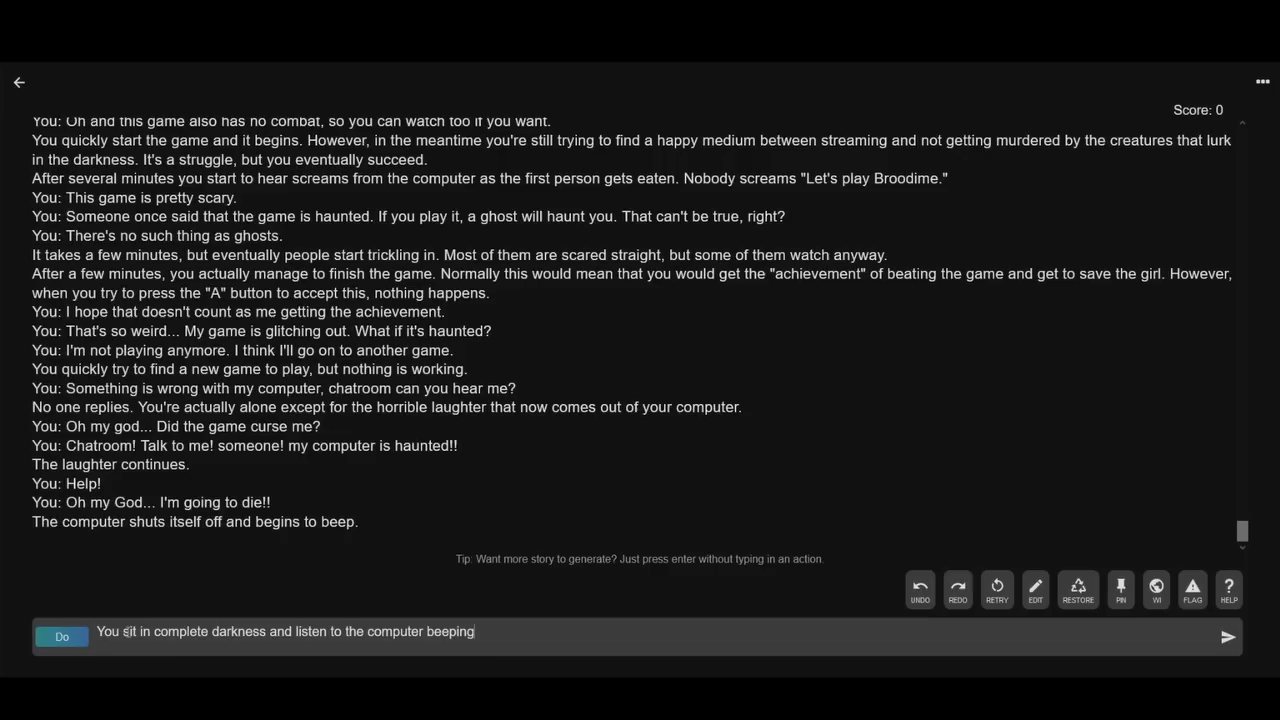 Score: 0
You: Oh and this game also has no combat, so you can watch too if you want.
You quickly start the game and it begins. However, in the meantime you're still trying to find a happy medium between streaming and not getting murdered by the creatures that lurk
in the darkness. It's a struggle, but you eventually succeed.
After several minutes you start to hear screams from the computer as the first person gets eaten. Nobody screams "Let's play Broodime."
You: This game is pretty scary.
You: Someone once said that the game is haunted. If you play it, a ghost will haunt you. That can't be true, right?
You: There's no such thing as ghosts.
It takes a few minutes, but eventually people start trickling in. Most of them are scared straight, but some of them watch anyway.
After a few minutes, you actually manage to finish the game. Normally this would mean that you would get the "achievement" of beating the game and get to save the girl. However,
when you try to press the "A" button to accept this, nothing happens.
You: I hope that doesn't count as me getting the achievement.
You: That's so weird... My game is glitching out. What if it's haunted?
You: I'm not playing anymore. I think I'll go on to another game.
You quickly try to find a new game to play, but nothing is working.
You: Something is wrong with my computer, chatroom can you hear me?
No one replies. You're actually alone except for the horrible laughter that now comes out of your computer.
You: Oh my god... Did the game curse me?
You: Chatroom! Talk to me! someone! my computer is haunted!!
The laughter continues.
You: Help!
You: Oh my God... I'm going to die!!
The computer shuts itself off and begins to beep.
Tip: Want more story to generate? Just press enter without typing in an action.
UNDO REDO RETRY EDIT RESTORE PIN WI FLAG HELP
Do You sit in complete darkness and listen to the computer beeping